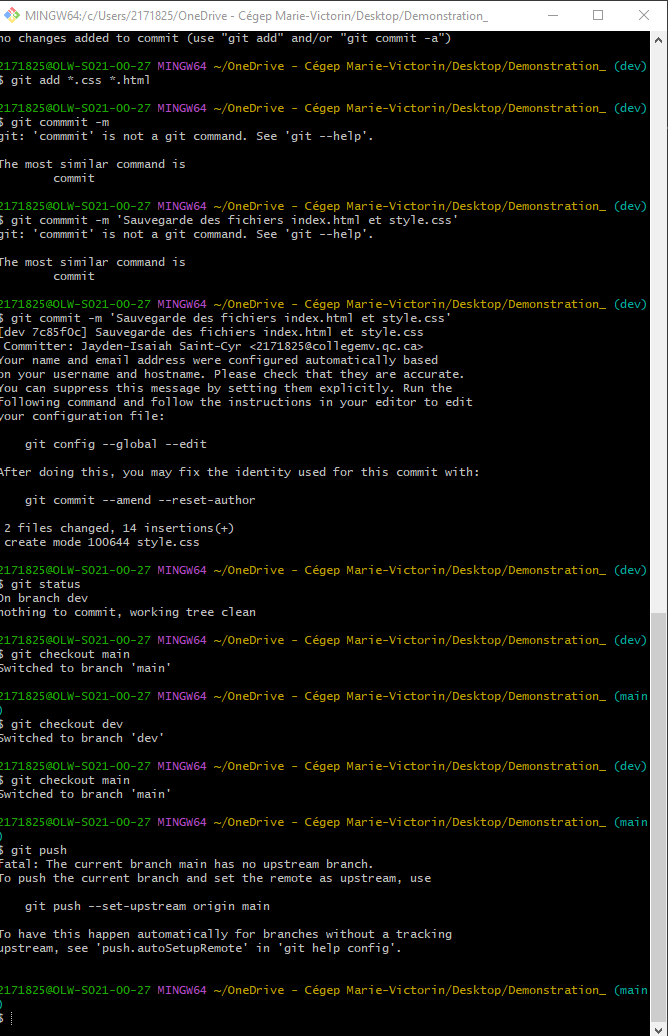 MINGW64:/c/Users/2171825/OneDrive - Cégep Marie-Victorin/Desktop/Demonstration_
no changes added to commit (use "git add" and/or "git commit -a")
2171825@OLW-S021-00-27 MINGW64 ~/OneDrive - Cégep Marie-Victorin/Desktop/Demonstration_ (dev)
$ git add *.css *.html
2171825@OLW-S021-00-27 MINGW64 ~/OneDrive - Cégep Marie-Victorin/Desktop/Demonstration_ (dev)
$ git commmit -m
git: 'commmit' is not a git command. See 'git --help'.
The most similar command is
commit
2171825@OLW-S021-00-27 MINGW64 ~/OneDrive - Cégep Marie-Victorin/Desktop/Demonstration_ (dev)
$ git commmit -m 'Sauvegarde des fichiers index.html et style.css'
git: 'commmit' is not a git command. See 'git --help'.
The most similar command is
commit
2171825@OLW-S021-00-27 MINGW64 ~/OneDrive - Cégep Marie-Victorin/Desktop/Demonstration_ (dev)
$ git commit -m 'Sauvegarde des fichiers index.html et style.css'
[dev 7c85f0c] Sauvegarde des fichiers index.html et style.css
Committer: Jayden-Isaiah Saint-Cyr <2171825@collegemv.qc.ca>
Your name and email address were configured automatically based
on your username and hostname. Please check that they are accurate.
You can suppress this message by setting them explicitly. Run the
following command and follow the instructions in your editor to edit
your configuration file:
git config --global --edit
After doing this, you may fix the identity used for this commit with:
git commit --amend --reset-author
2 files changed, 14 insertions(+)
create mode 100644 style.css
2171825@OLW-S021-00-27 MINGW64 ~/OneDrive - Cégep Marie-Victorin/Desktop/Demonstration_ (dev)
$ git status
On branch dev
nothing to commit, working tree clean
2171825@OLW-S021-00-27 MINGW64 ~/OneDrive - Cégep Marie-Victorin/Desktop/Demonstration_ (dev)
$ git checkout main
Switched to branch 'main'
2171825@OLW-S021-00-27 MINGW64 ~/OneDrive - Cégep Marie-Victorin/Desktop/Demonstration_ (main
)
$ git checkout dev
Switched to branch 'dev'
2171825@OLW-S021-00-27 MINGW64 ~/OneDrive - Cégep Marie-Victorin/Desktop/Demonstration_ (dev)
$ git checkout main
Switched to branch 'main'
2171825@OLW-S021-00-27 MINGW64 ~/OneDrive - Cégep Marie-Victorin/Desktop/Demonstration_ (main
)
$ git push
fatal: The current branch main has no upstream branch.
To push the current branch and set the remote as upstream, use
git push --set-upstream origin main
To have this happen automatically for branches without a tracking
upstream, see 'push.autoSetupRemote' in 'git help config'.
2171825@OLW-S021-00-27 MINGW64 ~/OneDrive - Cégep Marie-Victorin/Desktop/Demonstration_ (main
)
$